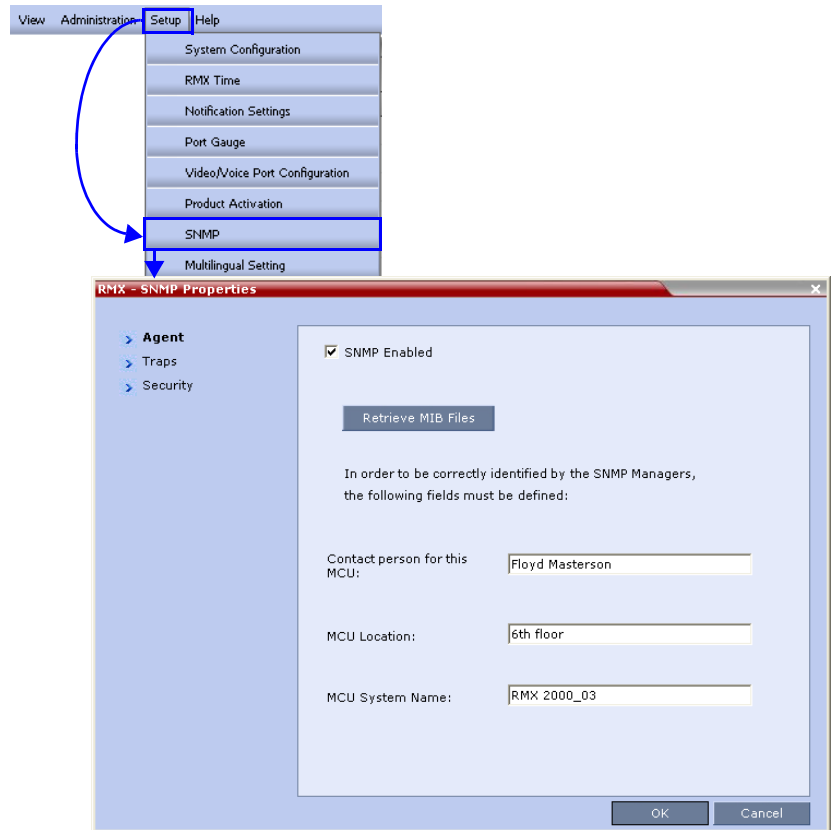 View Administration Setup Help
System Configuration
RMX Time
Notification Settings
Port Gauge
Video/Voice Port Configuration
Product Activation
SNMP
Multilingual Setting
RMX - SNMP Properties
Agent
Traps
Security
SNMP Enabled
Retrieve MIB Files
In order to be correctly identified by the SNMP Managers,
the following fields must be defined:
Contact person for this
MCU:
Floyd Masterson
MCU Location:
6th floor
MCU System Name:
RMX 2000_03
OK Cancel